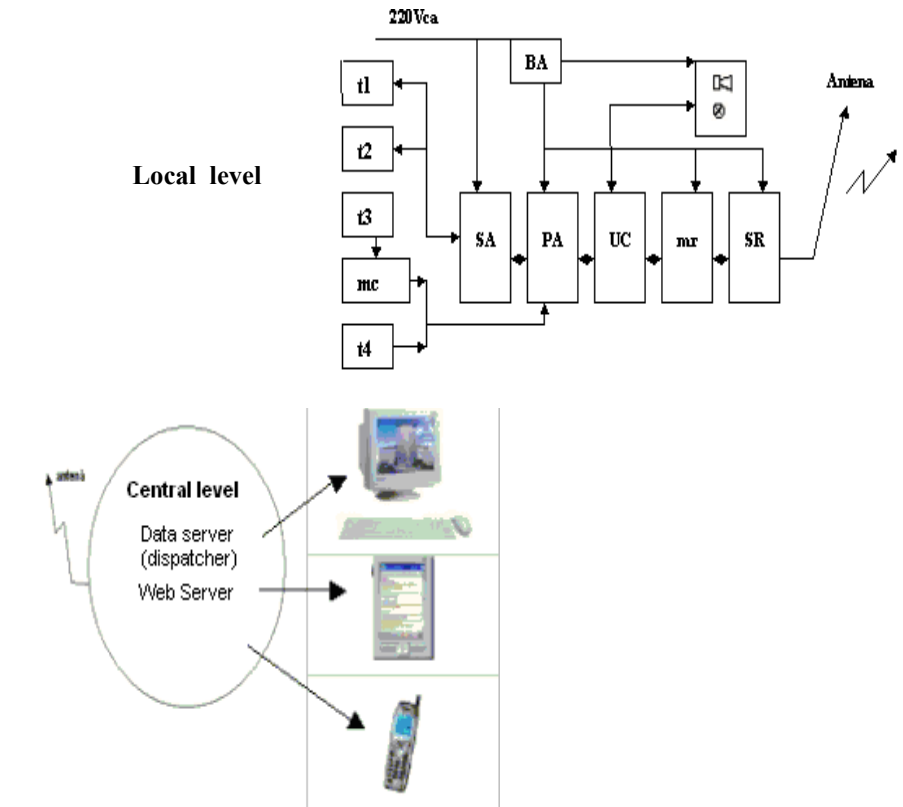 220Vca
BA
t1
Antena
t2
Local level
t3
SA
PA
UC
mr
SR
mc
t4
antenă
Central level
Data server
(dispatcher)
Web Server